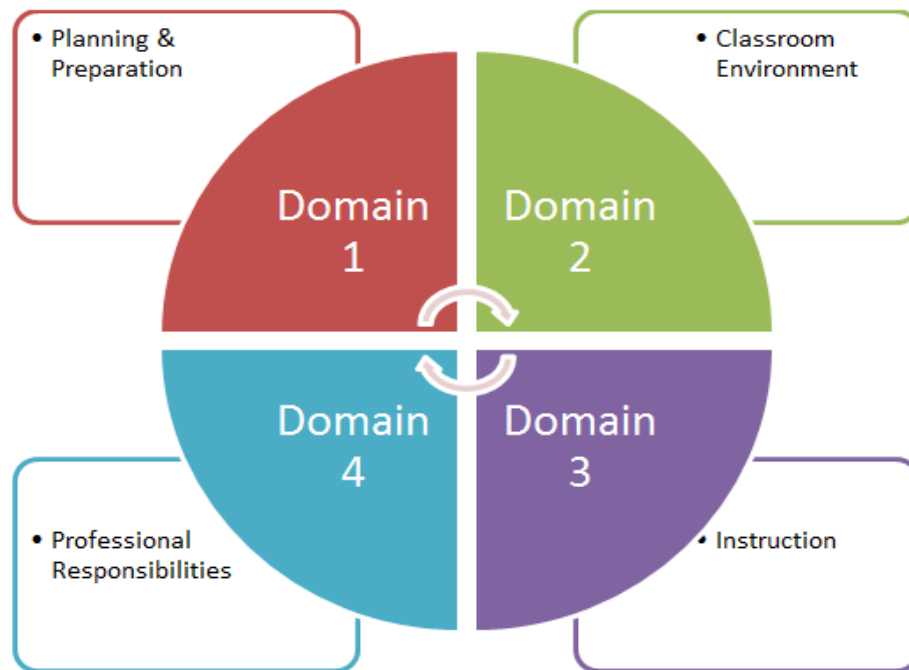 • Planning &
Preparation
• Classroom
Environment
Domain
1
Domain
2
Domain
4
Domain
3
• Professional
Responsibilities
• Instruction